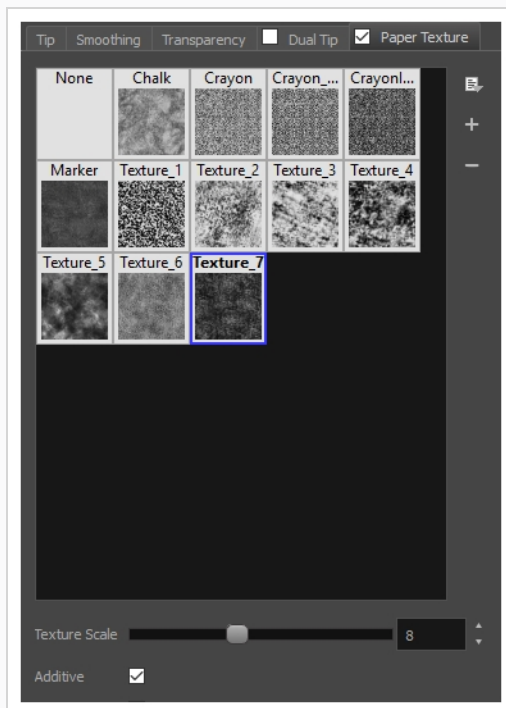 Tip Smoothing Transparency Dual Tip Paper Texture
None Chalk Crayon Crayon_... Crayonl...
Marker Texture_1 Texture_2 Texture_3 Texture_4
Texture_5 Texture_6 Texture_7
Texture Scale 8
Additive